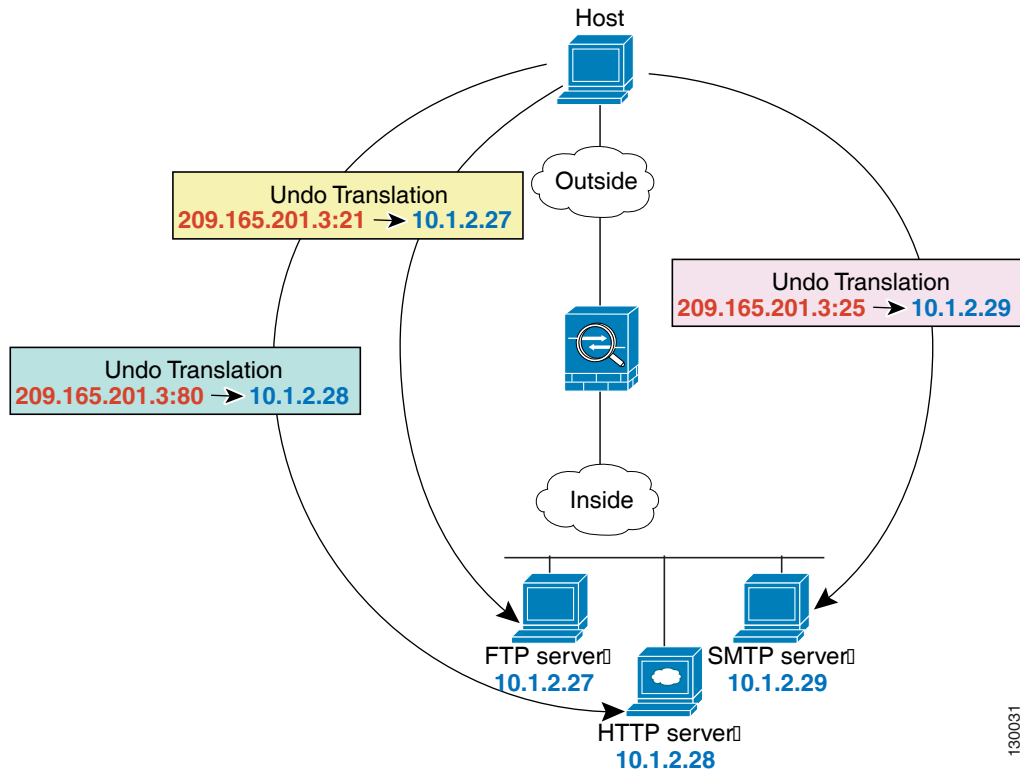 Host
Outside
Undo Translation
209.165.201.3:21 → 10.1.2.27
Undo Translation
209.165.201.3:25 → 10.1.2.29
Undo Translation
209.165.201.3:80 → 10.1.2.28
Inside
FTP server▯
10.1.2.27
SMTP server▯
10.1.2.29
HTTP server▯
10.1.2.28
130031